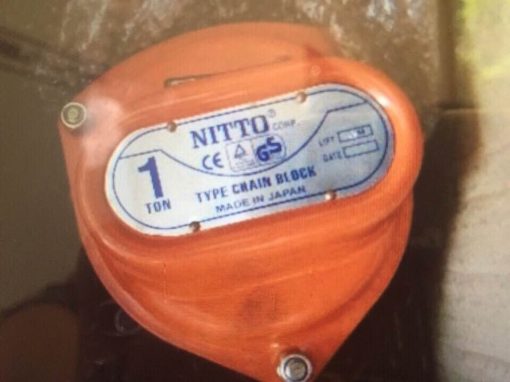 NITTO CORP.
CE GS
LIFT M
DATE
1
TON
TYPE CHAIN BLOCK
MADE IN JAPAN